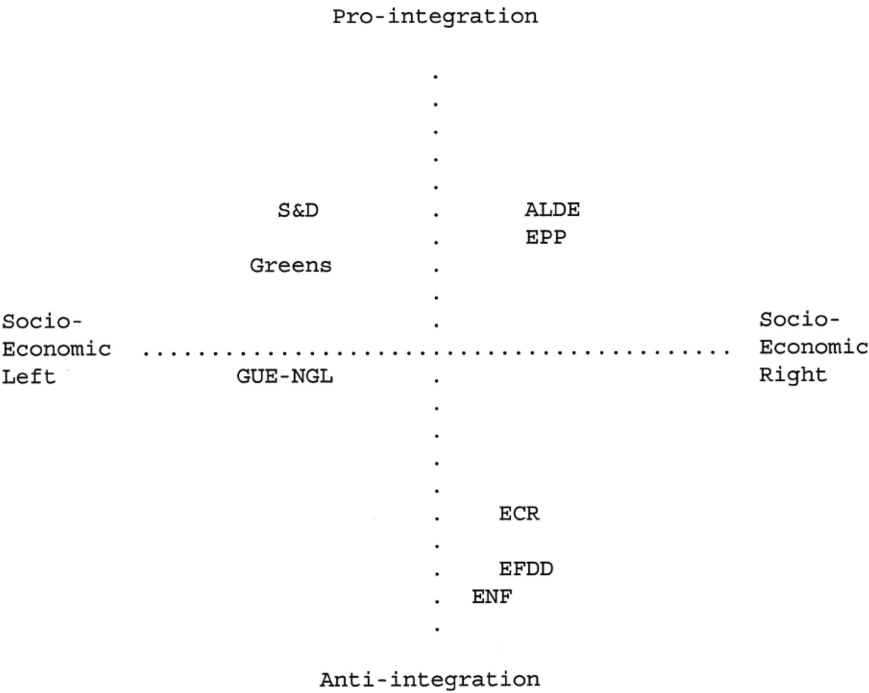 Pro-integration
S&D ALDE
EPP
Greens
Socio- Socio-
Economic Economic
Left GUE-NGL Right
ECR
EFDD
ENF
Anti-integration